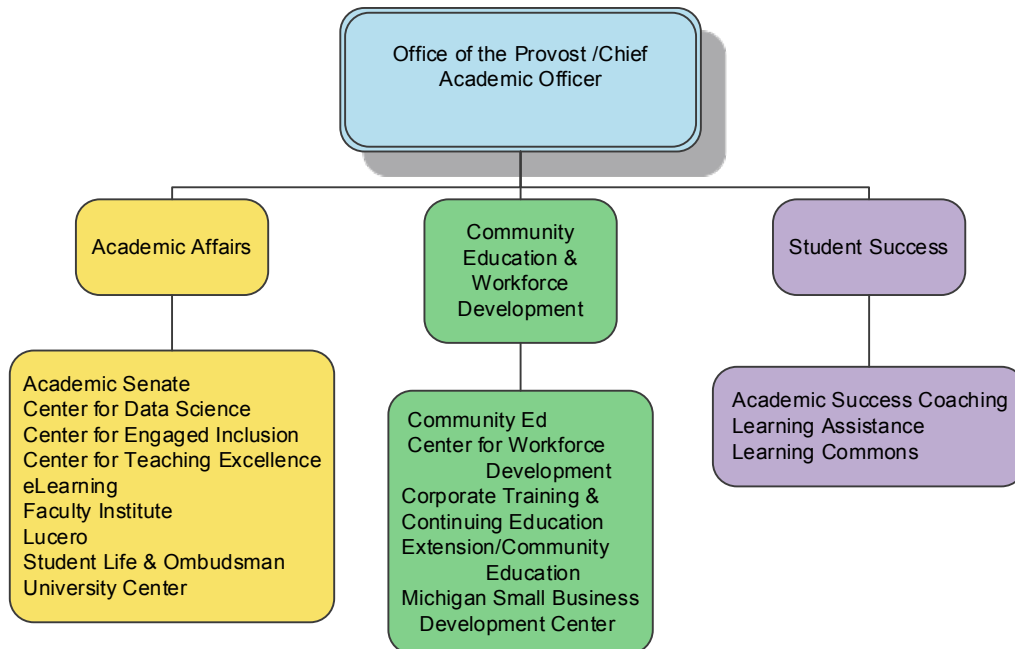 Office of the Provost /Chief
Academic Officer
Academic Affairs
Community
Education &
Workforce
Development
Student Success
Academic Senate
Center for Data Science
Center for Engaged Inclusion
Center for Teaching Excellence
eLearning
Faculty Institute
Lucero
Student Life & Ombudsman
University Center
Community Ed
Center for Workforce
Development
Corporate Training &
Continuing Education
Extension/Community
Education
Michigan Small Business
Development Center
Academic Success Coaching
Learning Assistance
Learning Commons